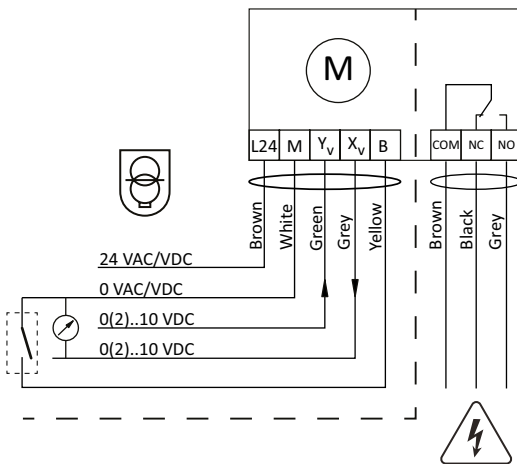 M
L24 M Yv Xv B COM NC NO
Brown White Green Grey Yellow Brown Black Grey
24 VAC/VDC
0 VAC/VDC
0(2)..10 VDC
0(2)..10 VDC